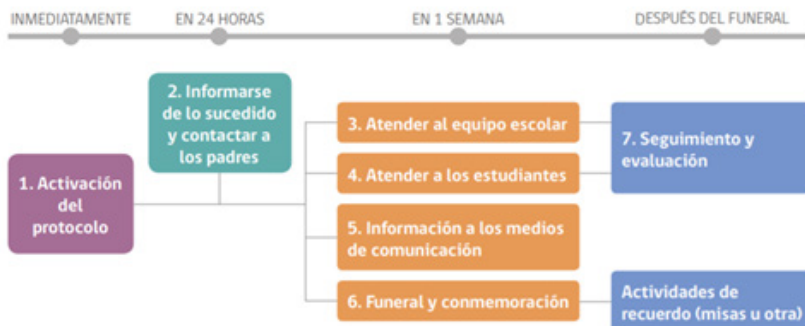 INMEDIATAMENTE
EN 24 HORAS
EN 1 SEMANA
DESPUÉS DEL FUNERAL
1. Activación
del
protocolo
2. Informarse
de lo sucedido
y contactar a
los padres
3. Atender al equipo escolar
4. Atender a los estudiantes
5. Información a los medios
de comunicación
6. Funeral y conmemoración
7. Seguimiento y
evaluación
Actividades de
recuerdo (misas u otra)